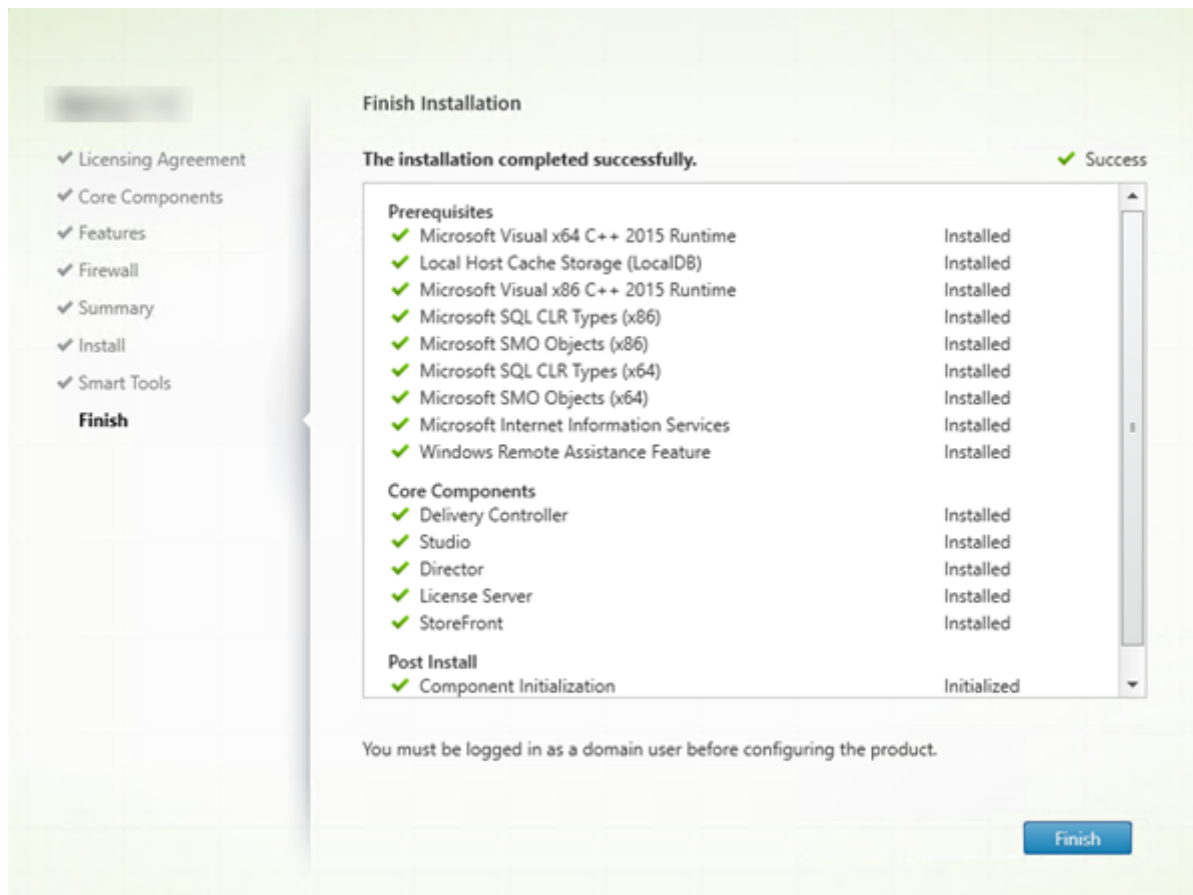 Finish Installation
Licensing Agreement
Core Components
Features
Firewall
Summary
Install
Smart Tools
Finish
The installation completed successfully. Success
Prerequisites
Microsoft Visual x64 C++ 2015 Runtime Installed
Local Host Cache Storage (LocalDB) Installed
Microsoft Visual x86 C++ 2015 Runtime Installed
Microsoft SQL CLR Types (x86) Installed
Microsoft SMO Objects (x86) Installed
Microsoft SQL CLR Types (x64) Installed
Microsoft SMO Objects (x64) Installed
Microsoft Internet Information Services Installed
Windows Remote Assistance Feature Installed
Core Components
Delivery Controller Installed
Studio Installed
Director Installed
License Server Installed
StoreFront Installed
Post Install
Component Initialization Initialized
You must be logged in as a domain user before configuring the product.
Finish